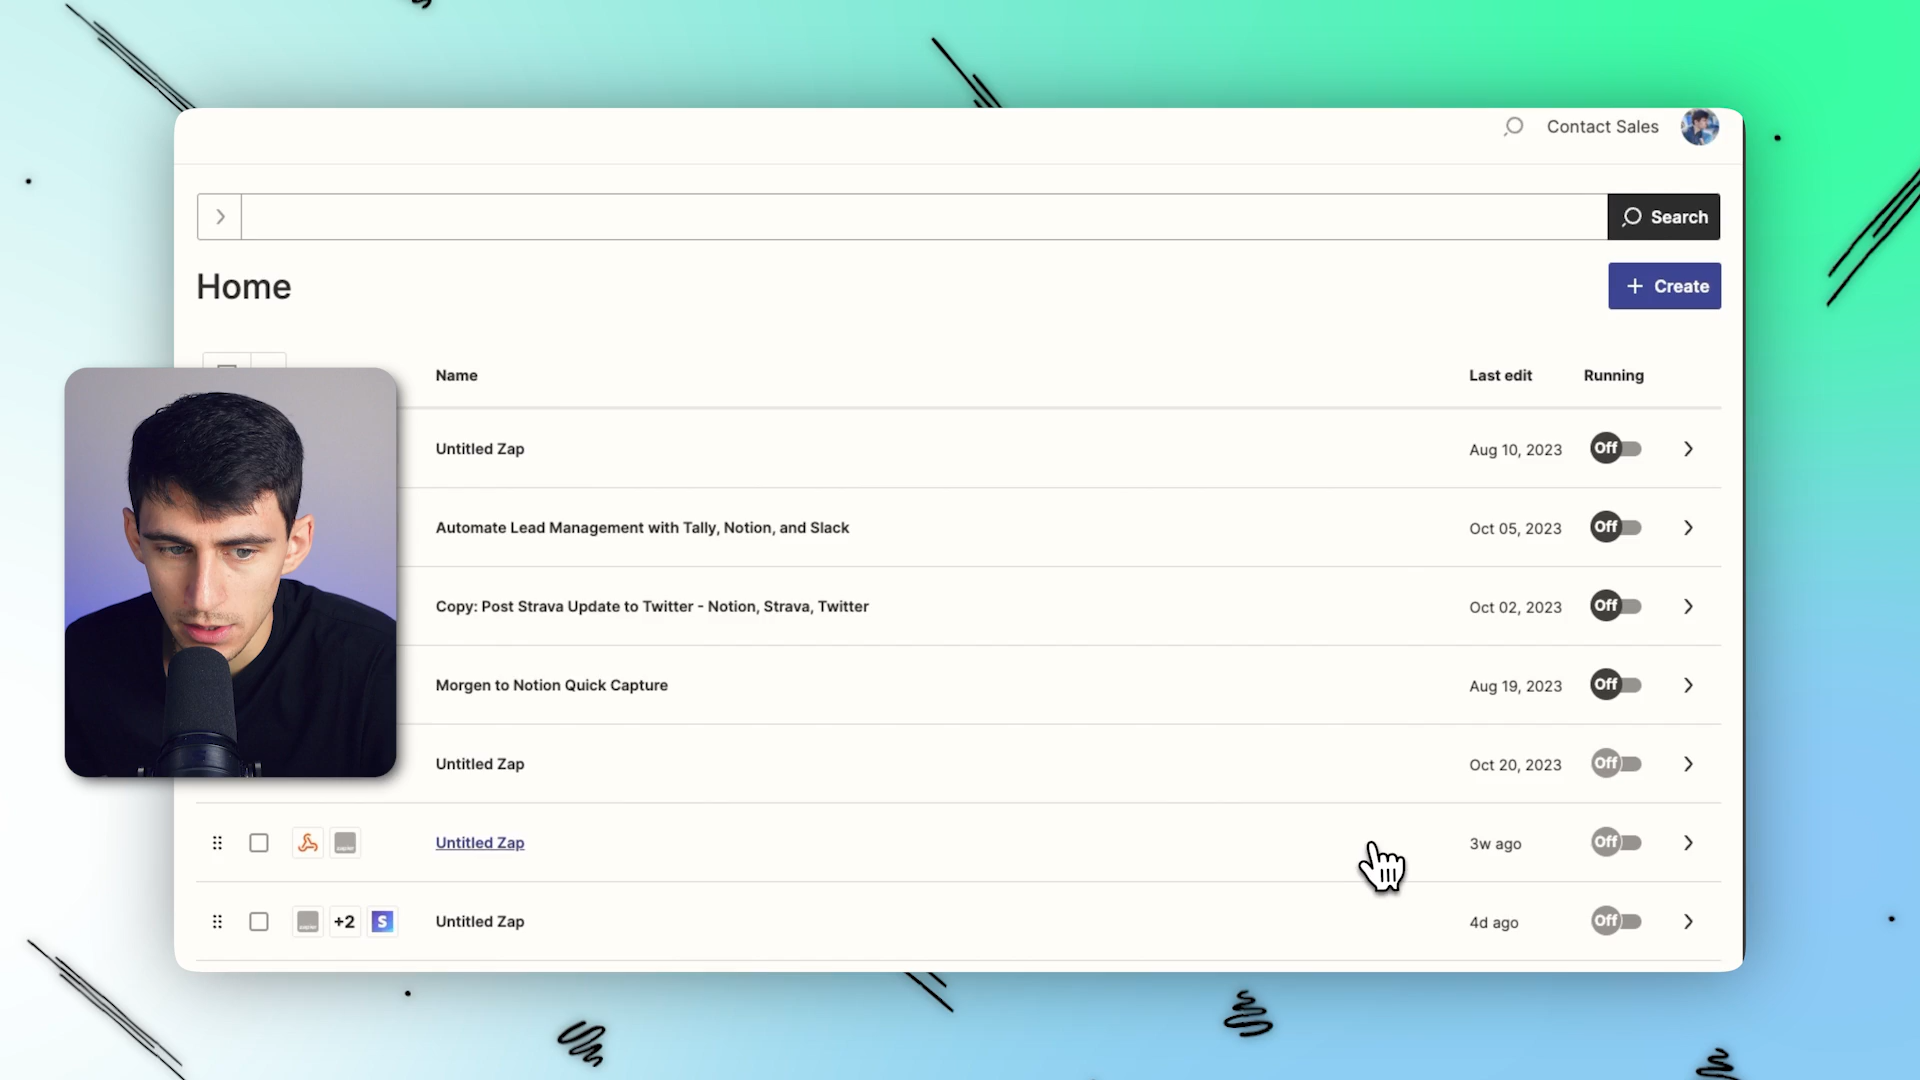 Contact Sales
Search
Home
+ Create
Name Last edit Running
Untitled Zap Aug 10, 2023 Off
Automate Lead Management with Tally, Notion, and Slack Oct 05, 2023 Off
Copy: Post Strava Update to Twitter - Notion, Strava, Twitter Oct 02, 2023 Off
Morgen to Notion Quick Capture Aug 19, 2023 Off
Untitled Zap Oct 20, 2023 Off
Untitled Zap 3w ago Off
+2 S Untitled Zap 4d ago Off